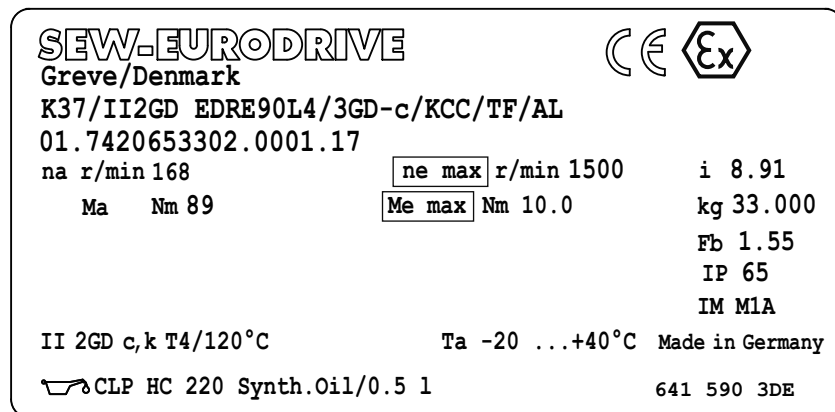 SEW-EURODRIVE
CE Ex
Greve/Denmark
K37/II2GD EDRE90L4/3GD-c/KCC/TF/AL
01.7420653302.0001.17
na r/min 168 ne max r/min 1500 i 8.91
Ma Nm 89 Me max Nm 10.0 kg 33.000
Fb 1.55
IP 65
IM M1A
II 2GD c,k T4/120°C Ta -20 ...+40°C Made in Germany
CLP HC 220 Synth.Oil/0.5 l 641 590 3DE